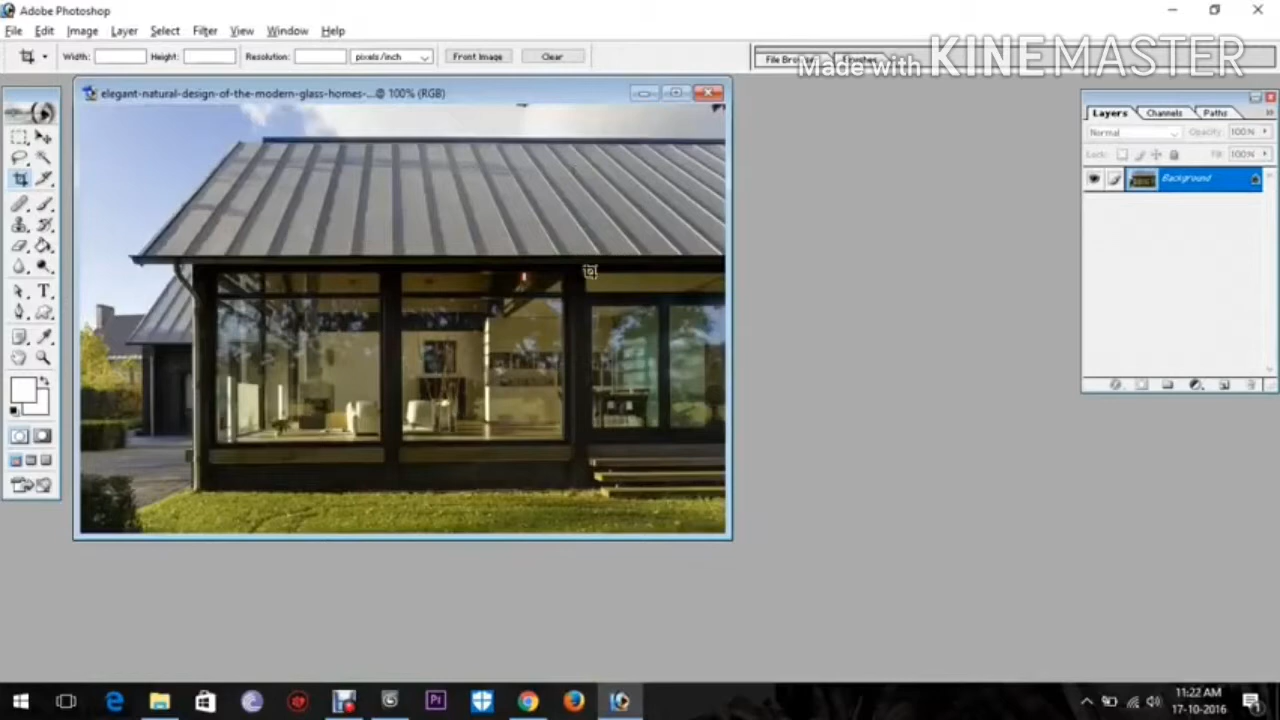 Adobe Photoshop
File Edit Image Layer Select Filter View Window Help
Width: Height: Resolution: pixels/inch Front Image Clear
Made with KINEMASTER
elegant-natural-design-of-the-modern-glass-homes-...@ 100% (RGB)
Layers Channels Paths
Normal Opacity: 100%
Lock: Fill: 100%
Background
T
Pr
11:22 AM
17-10-2016
1